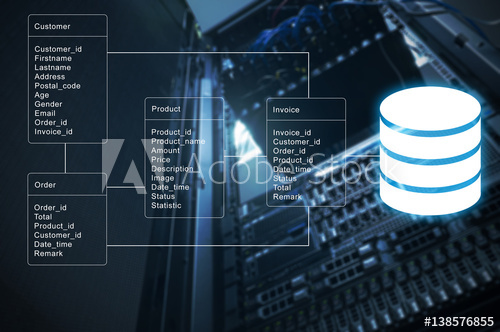 Customer
Customer_id
Firstname
Lastname
Address
Postal_code
Age
Gender
Email
Order_id
Invoice_id
Product
Product_id
Product_name
Amount
Price
Description
Image
Date_time
Status
Statistic
Invoice
Invoice_id
Customer_id
Order_id
Product_id
Date_time
Status
Total
Remark
Order
Order_id
Total
Product_id
Customer_id
Date_time
Remark
Adobe Stock
#138576855